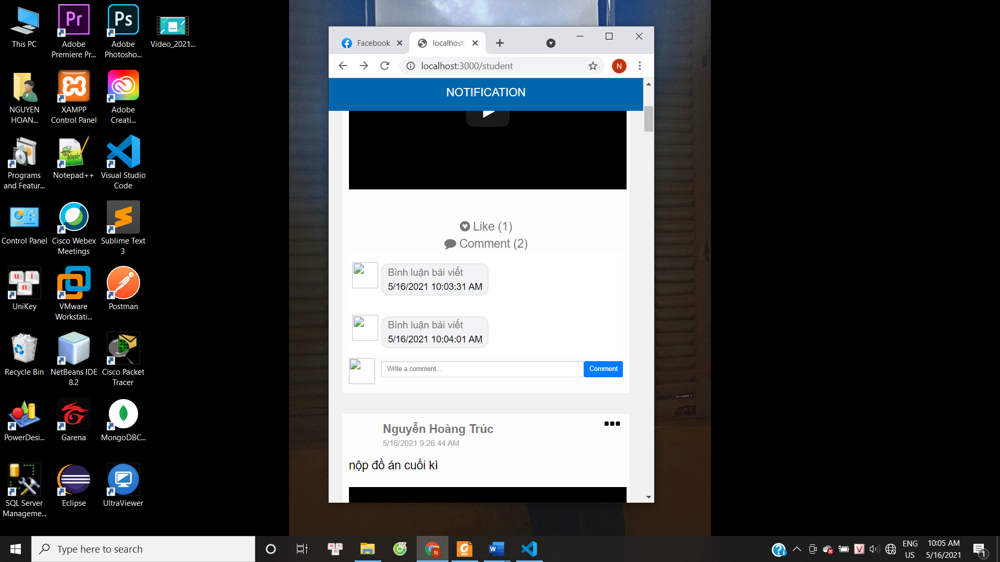 This PC
Adobe
Premiere Pr...
Adobe
Photosho...
Video_2021...
NGUYEN
HOAN...
XAMPP
Control Panel
Adobe
Creati...
Programs
and Featur...
Notepad++
Visual Studio
Code
Control Panel
Cisco Webex
Meetings
Sublime Text
3
UniKey
VMware
Workstati...
Postman
Recycle Bin
NetBeans IDE
8.2
Cisco Packet
Tracer
PowerDesi...
Garena
MongoDBC...
SQL Server
Manageme...
Eclipse
UltraViewer
Facebook
localhost:
localhost:3000/student
N
NOTIFICATION
Like (1)
Comment (2)
Bình luận bài viết
5/16/2021 10:03:31 AM
Bình luận bài viết
5/16/2021 10:04:01 AM
Write a comment...
Comment
Nguyễn Hoàng Trúc
5/16/2021 9:26:44 AM
nộp đồ án cuối kì
Type here to search
ENG
US
10:05 AM
5/16/2021
1